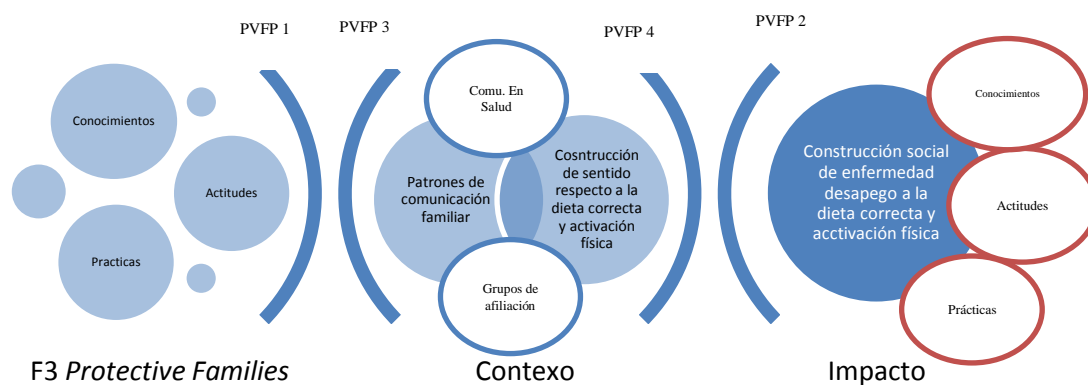 PVFP 1
PVFP 3
PVFP 4
PVFP 2
Conocimientos
Actitudes
Practicas
Comu. En
Salud
Patrones de
comunicación
familiar
Cosntrucción
de sentido
respecto a la
dieta correcta
y activación
física
Grupos de
afiliación
Construcción social
de enfermedad
desapego a la
dieta correcta y
acctivación física
Conocimientos
Actitudes
Prácticas
F3 Protective Families
Contexo
Impacto